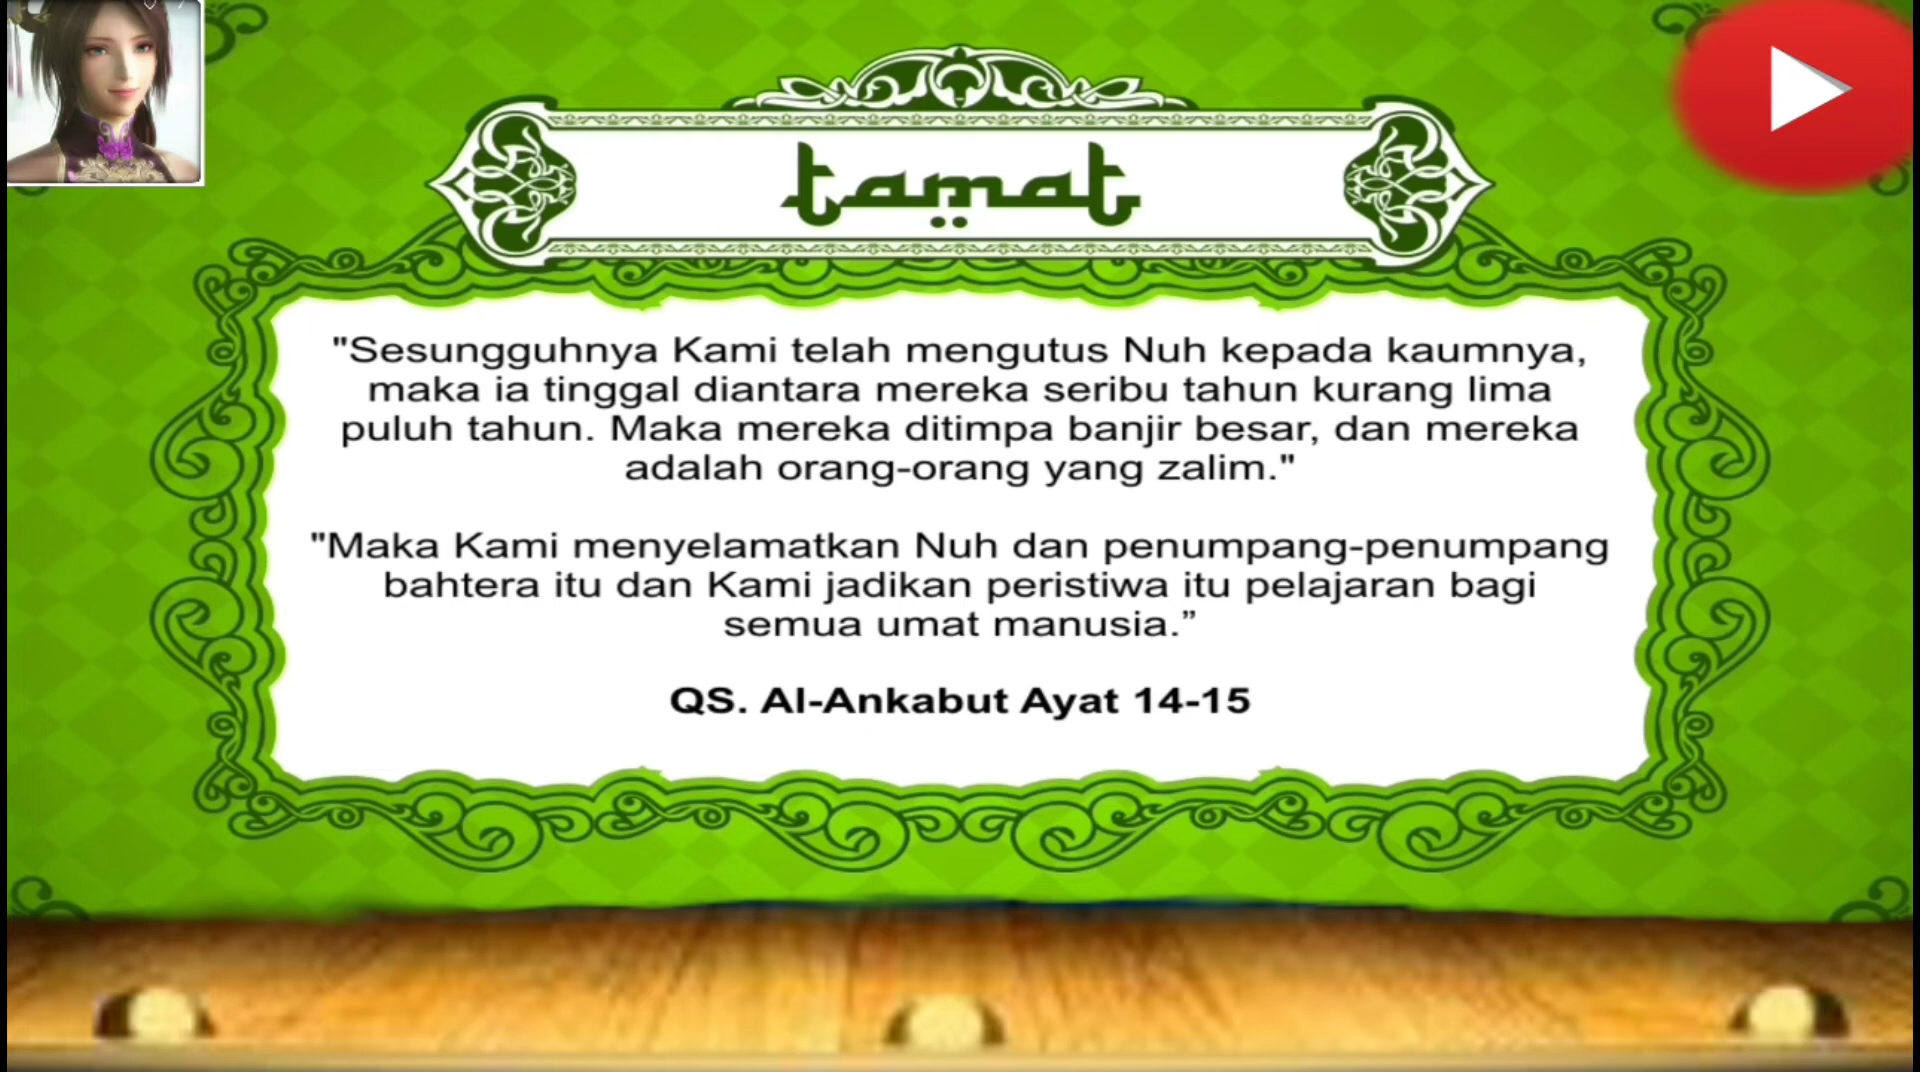 tamat
"Sesungguhnya Kami telah mengutus Nuh kepada kaumnya,
maka ia tinggal diantara mereka seribu tahun kurang lima
puluh tahun. Maka mereka ditimpa banjir besar, dan mereka
adalah orang-orang yang zalim."
"Maka Kami menyelamatkan Nuh dan penumpang-penumpang
bahtera itu dan Kami jadikan peristiwa itu pelajaran bagi
semua umat manusia.”
QS. Al-Ankabut Ayat 14-15